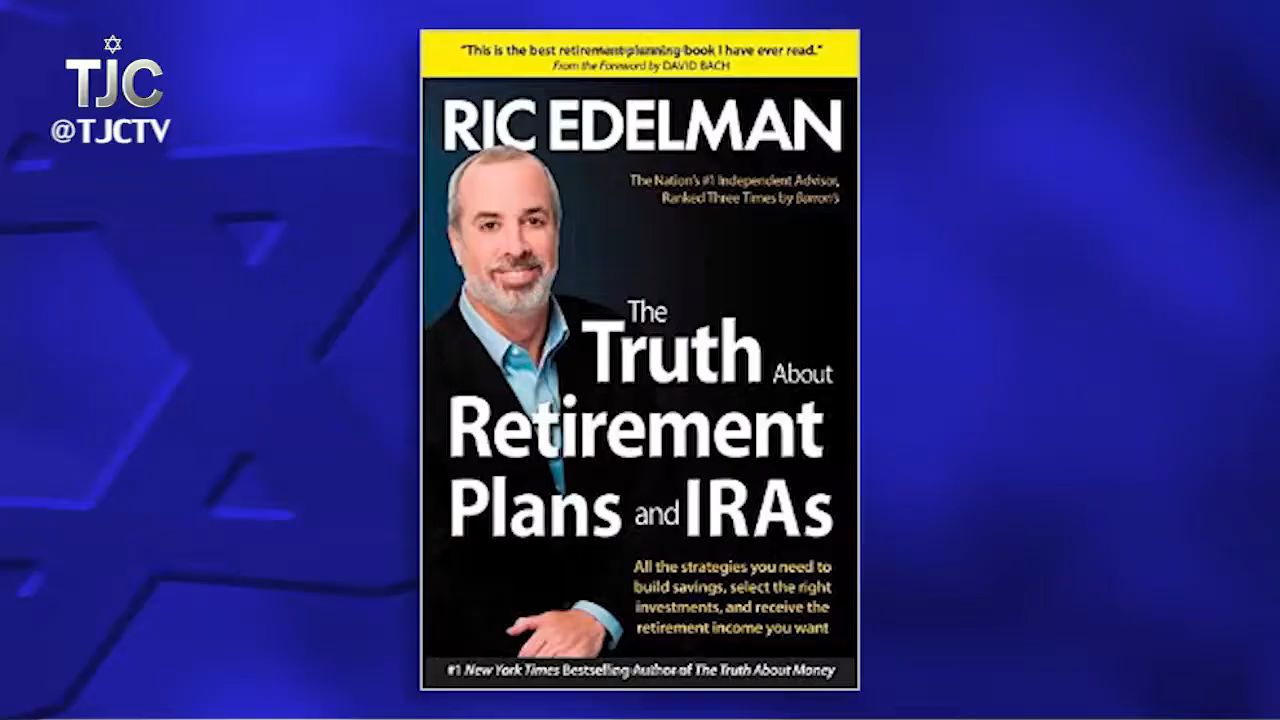 TJC
@TJCTV
"This is the best retirement planning book I have ever read."
From the Foreword by DAVID BACH
RIC EDELMAN
The Nation's #1 Independent Advisor,
Ranked Three Times by Barron's
The
Truth About
Retirement
Plans and IRAs
All the strategies you need to
build savings, select the right
investments, and receive the
retirement income you want
#1 New York Times Bestselling Author of The Truth About Money